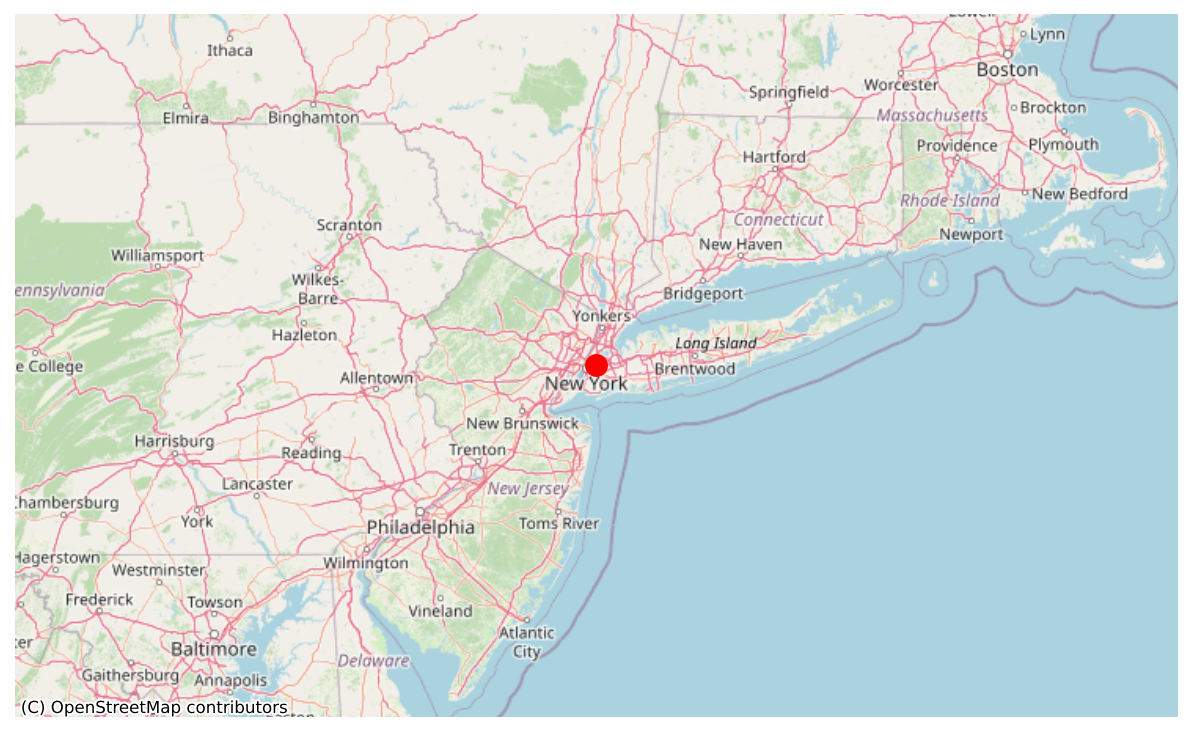 Lowell
Lynn
Ithaca
Boston
Worcester
Springfield
Brockton
Elmira
Binghamton
Massachusetts
Providence
Plymouth
Hartford
New Bedford
Rhode Island
Connecticut
Scranton
Newport
New Haven
Williamsport
Wilkes-
Barre
ennsylvania
Bridgeport
Yonkers
Hazleton
Long Island
e College
Brentwood
Allentown
New York
New Brunswick
Harrisburg
Reading
Trenton
Lancaster
New Jersey
Chambersburg
York
Toms River
Philadelphia
Hagerstown
Wilmington
Westminster
Frederick
Towson
Vineland
Atlantic
City
ter
Baltimore
Delaware
Gaithersburg
Annapolis
(C) OpenStreetMap contributors
Easton